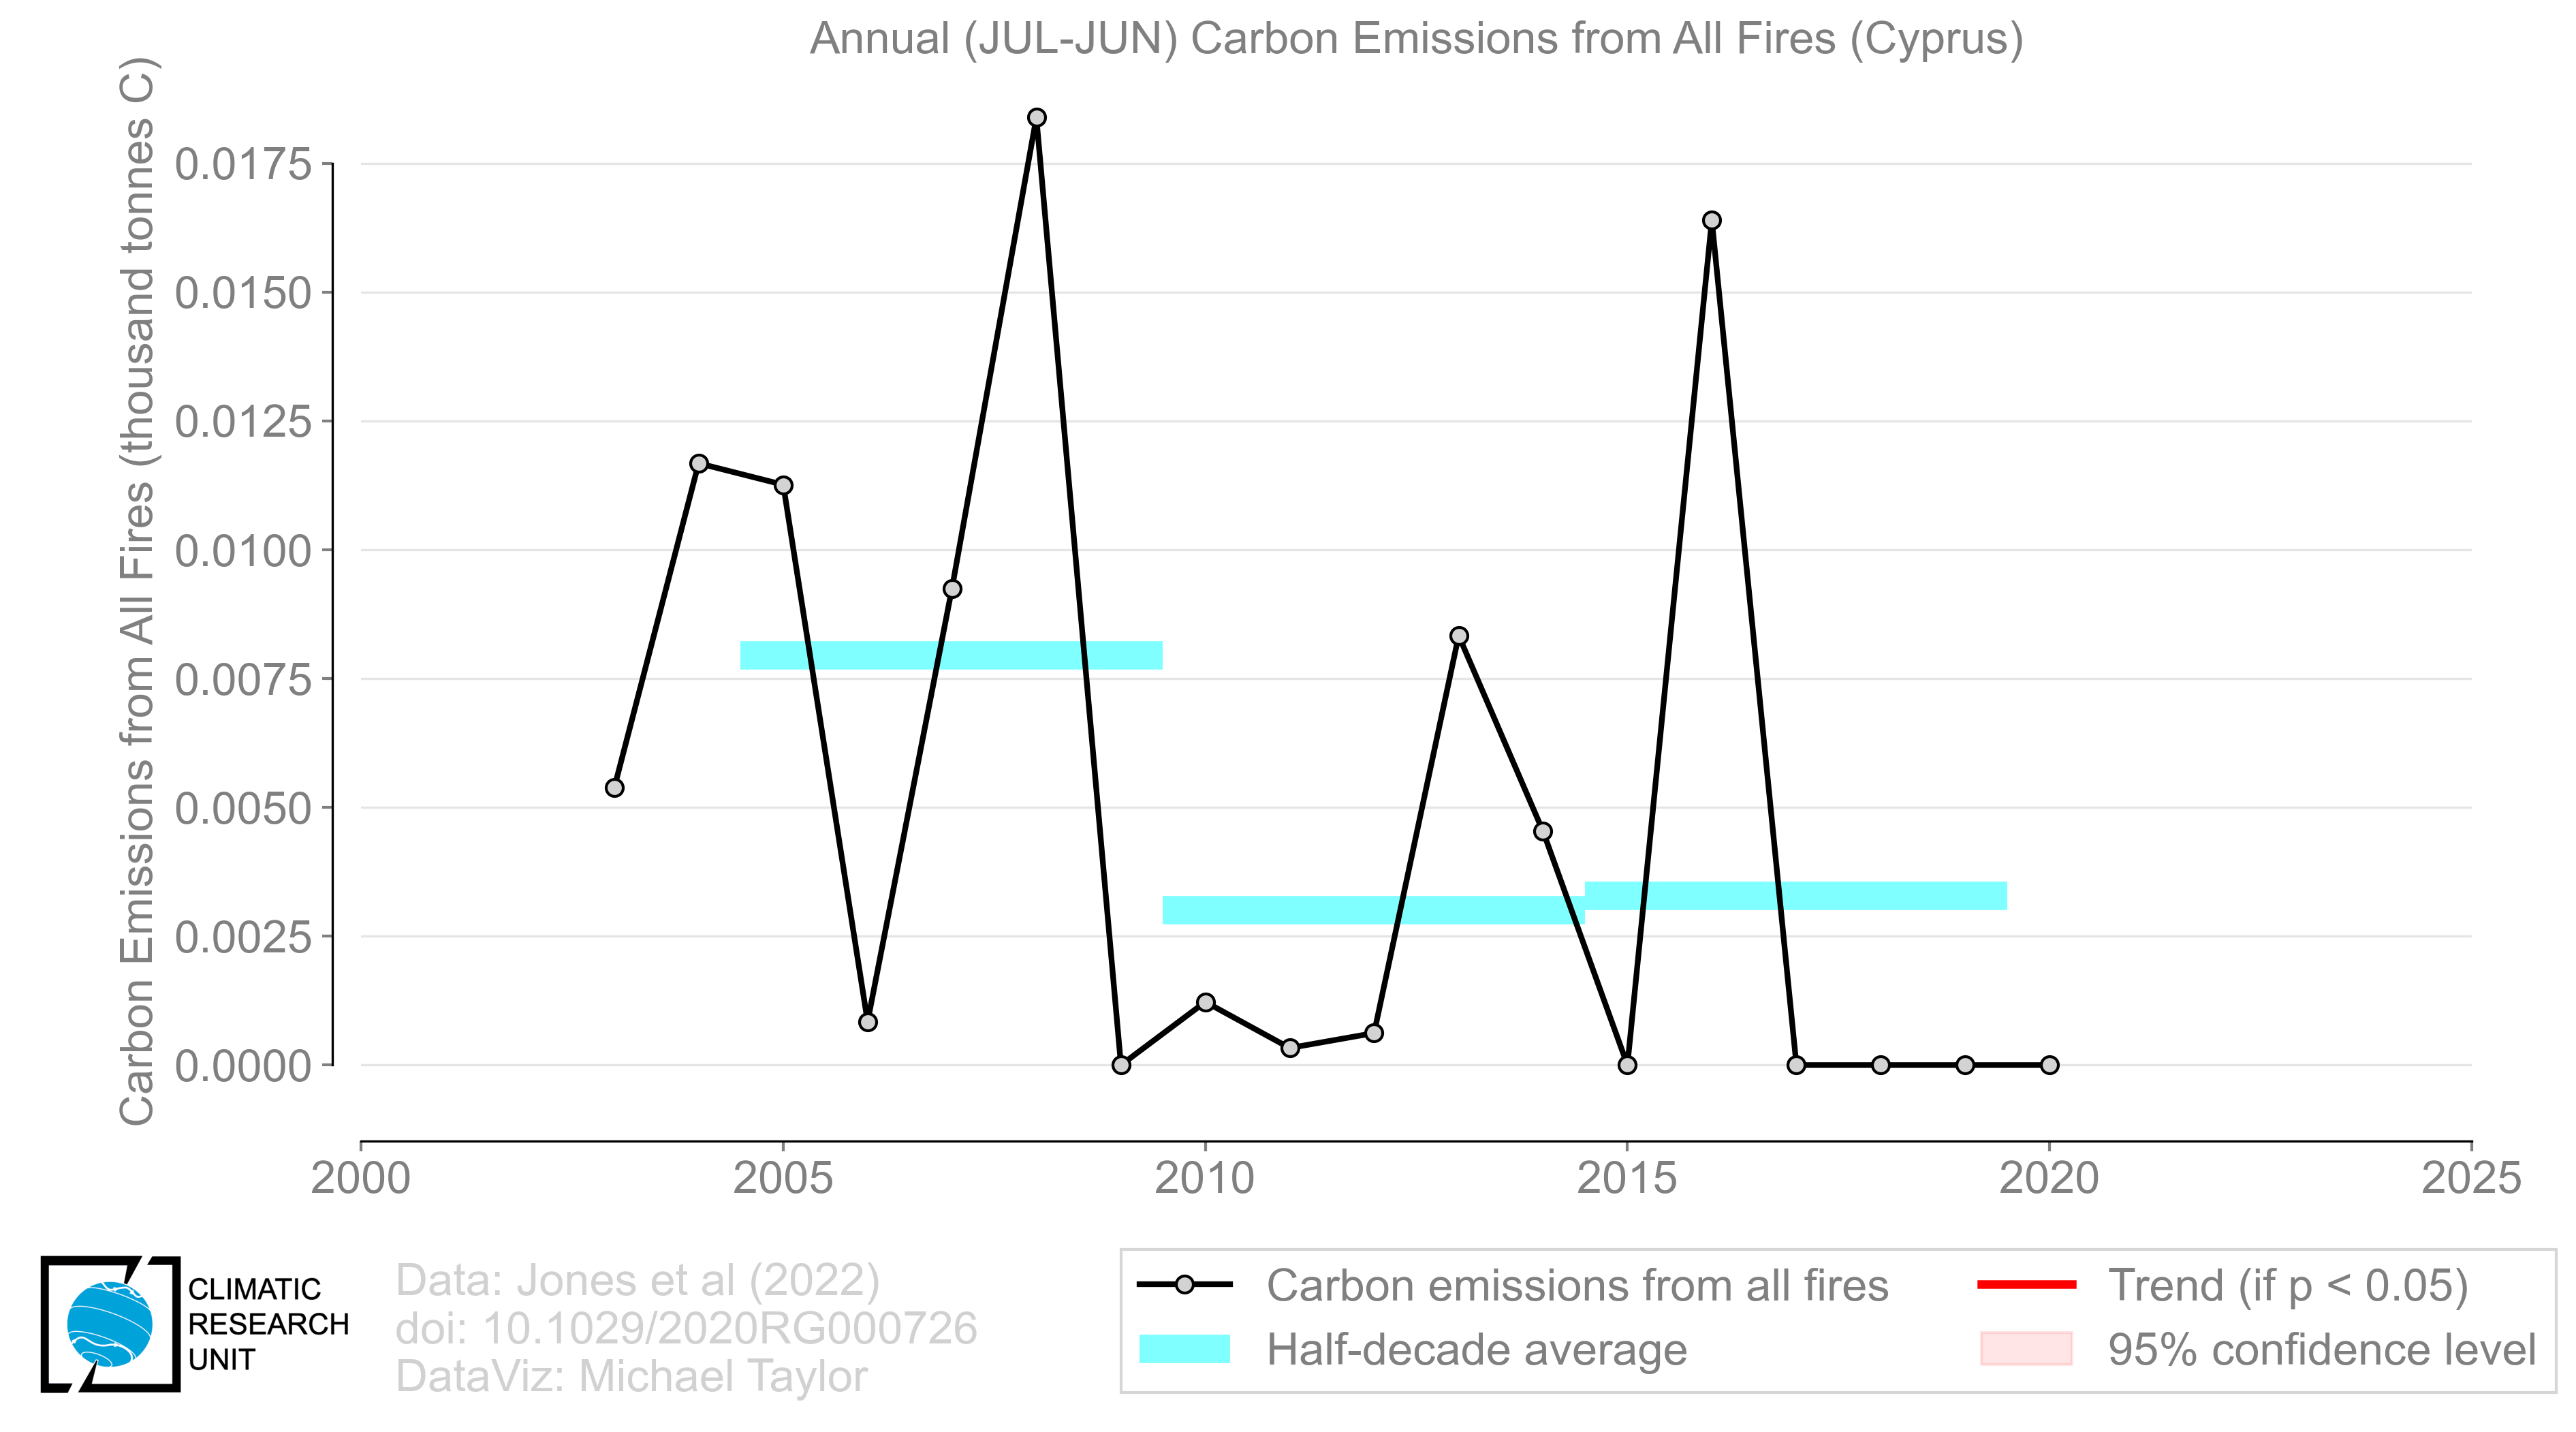 Annual (JUL-JUN) Carbon Emissions from All Fires (Cyprus)
Carbon Emissions from All Fires (thousand tonnes C)
0.0175
0.0150
0.0125
0.0100
0.0075
0.0050
0.0025
0.0000
2000 2005 2010 2015 2020 2025
CLIMATIC
RESEARCH
UNIT
Data: Jones et al (2022)
doi: 10.1029/2020RG000726
DataViz: Michael Taylor
Carbon emissions from all fires
Half-decade average
Trend (if p < 0.05)
95% confidence level